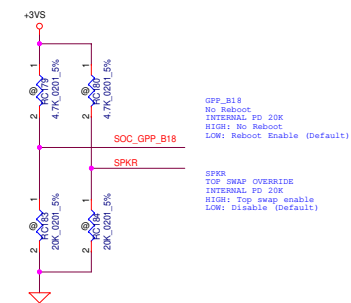 +3VS
1
1
@
RC179
4.7K_0201_5%
@
RC180
4.7K_0201_5%
2
2
GPP_B18
No Reboot
INTERNAL PD 20K
HIGH: No Reboot
LOW: Reboot Enable (Default)
SOC_GPP_B18
SPKR
SPKR
TOP SWAP OVERRIDE
INTERNAL PD 20K
HIGH: Top swap enable
LOW: Disable (Default)
1
1
@
RC183
20K_0201_5%
@
RC184
20K_0201_5%
2
2